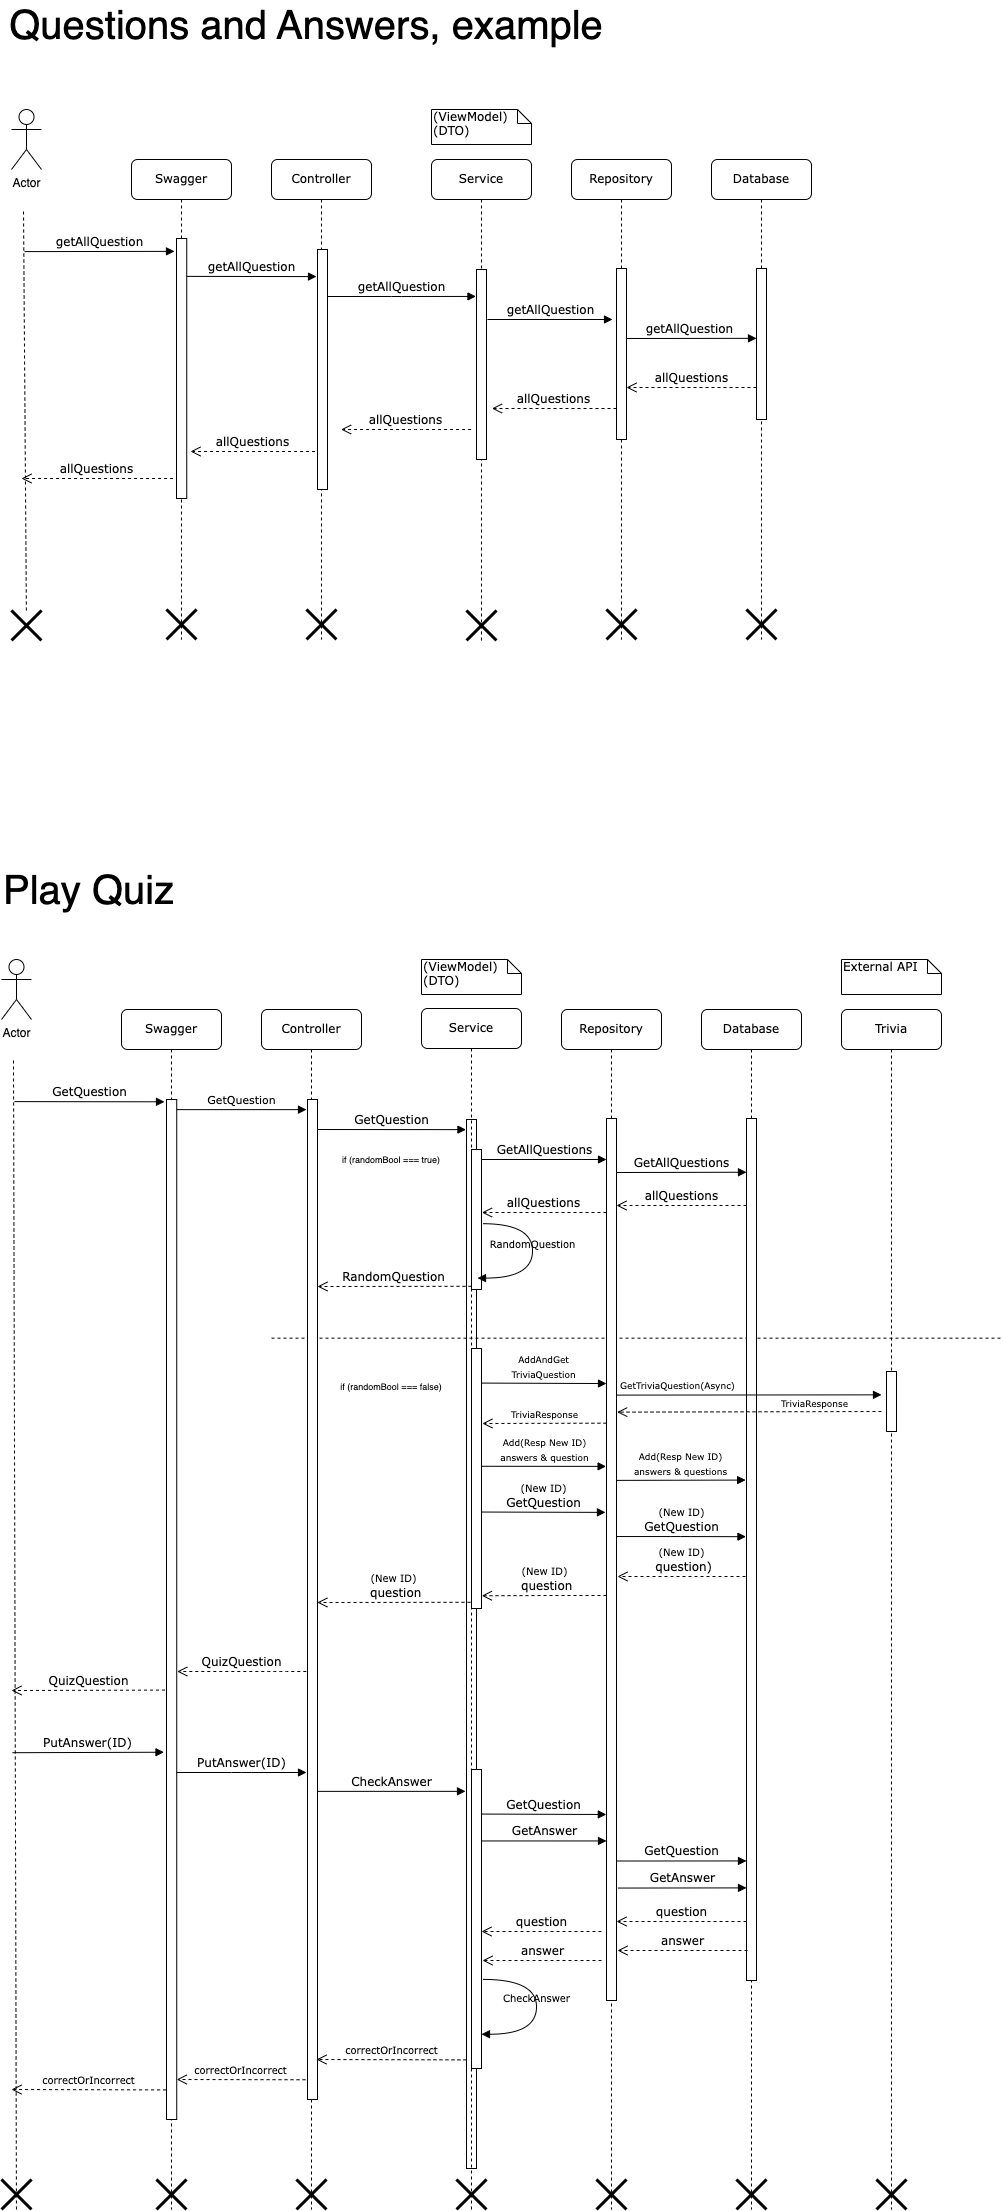 Questions and Answers, example
(ViewModel)
(DTO)
Actor
Swagger
Controller
Service
Repository
Database
getAllQuestion
getAllQuestion
getAllQuestion
getAllQuestion
getAllQuestion
allQuestions
allQuestions
allQuestions
allQuestions
allQuestions
Play Quiz
(ViewModel)
(DTO)
External API
Actor
Swagger
Controller
Service
Repository
Database
Trivia
GetQuestion
GetQuestion
GetQuestion
if (randomBool === true)
GetAllQuestions
GetAllQuestions
allQuestions
allQuestions
RandomQuestion
RandomQuestion
AddAndGet
TriviaQuestion
if (randomBool === false)
GetTriviaQuestion(Async)
TriviaResponse
TriviaResponse
Add(Resp New ID)
answers & question
Add(Resp New ID)
answers & questions
(New ID)
GetQuestion
(New ID)
GetQuestion
(New ID)
question)
(New ID)
question
(New ID)
question
QuizQuestion
QuizQuestion
PutAnswer(ID)
PutAnswer(ID)
CheckAnswer
GetQuestion
GetAnswer
GetQuestion
GetAnswer
question
question
answer
answer
CheckAnswer
correctOrIncorrect
correctOrIncorrect
correctOrIncorrect